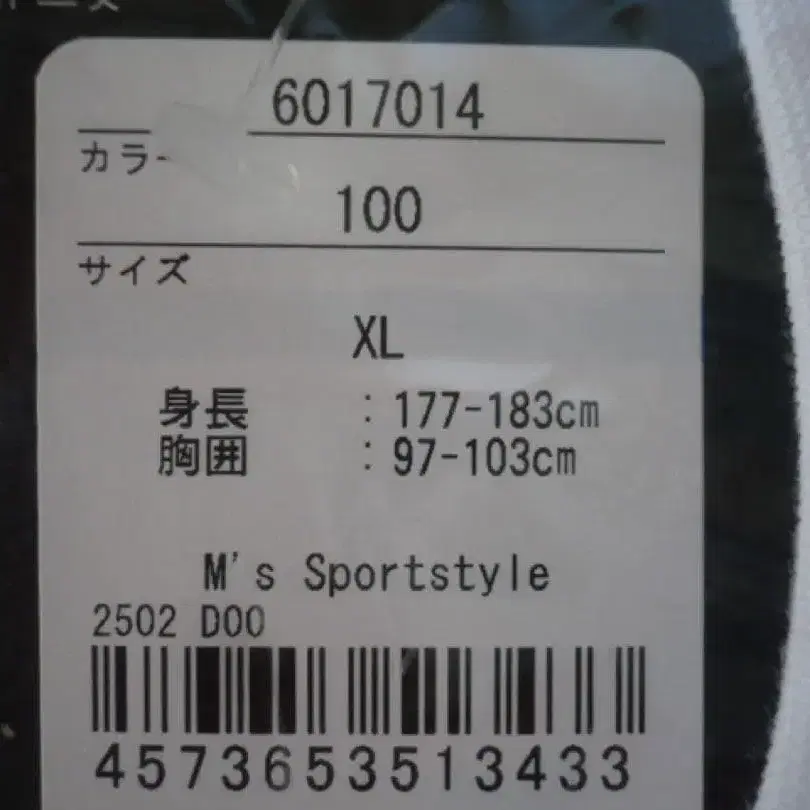 6017014
カラー
100
サイズ
XL
身長 : 177-183cm
胸囲 : 97-103cm
M's Sportstyle
2502 D00
4573653513433